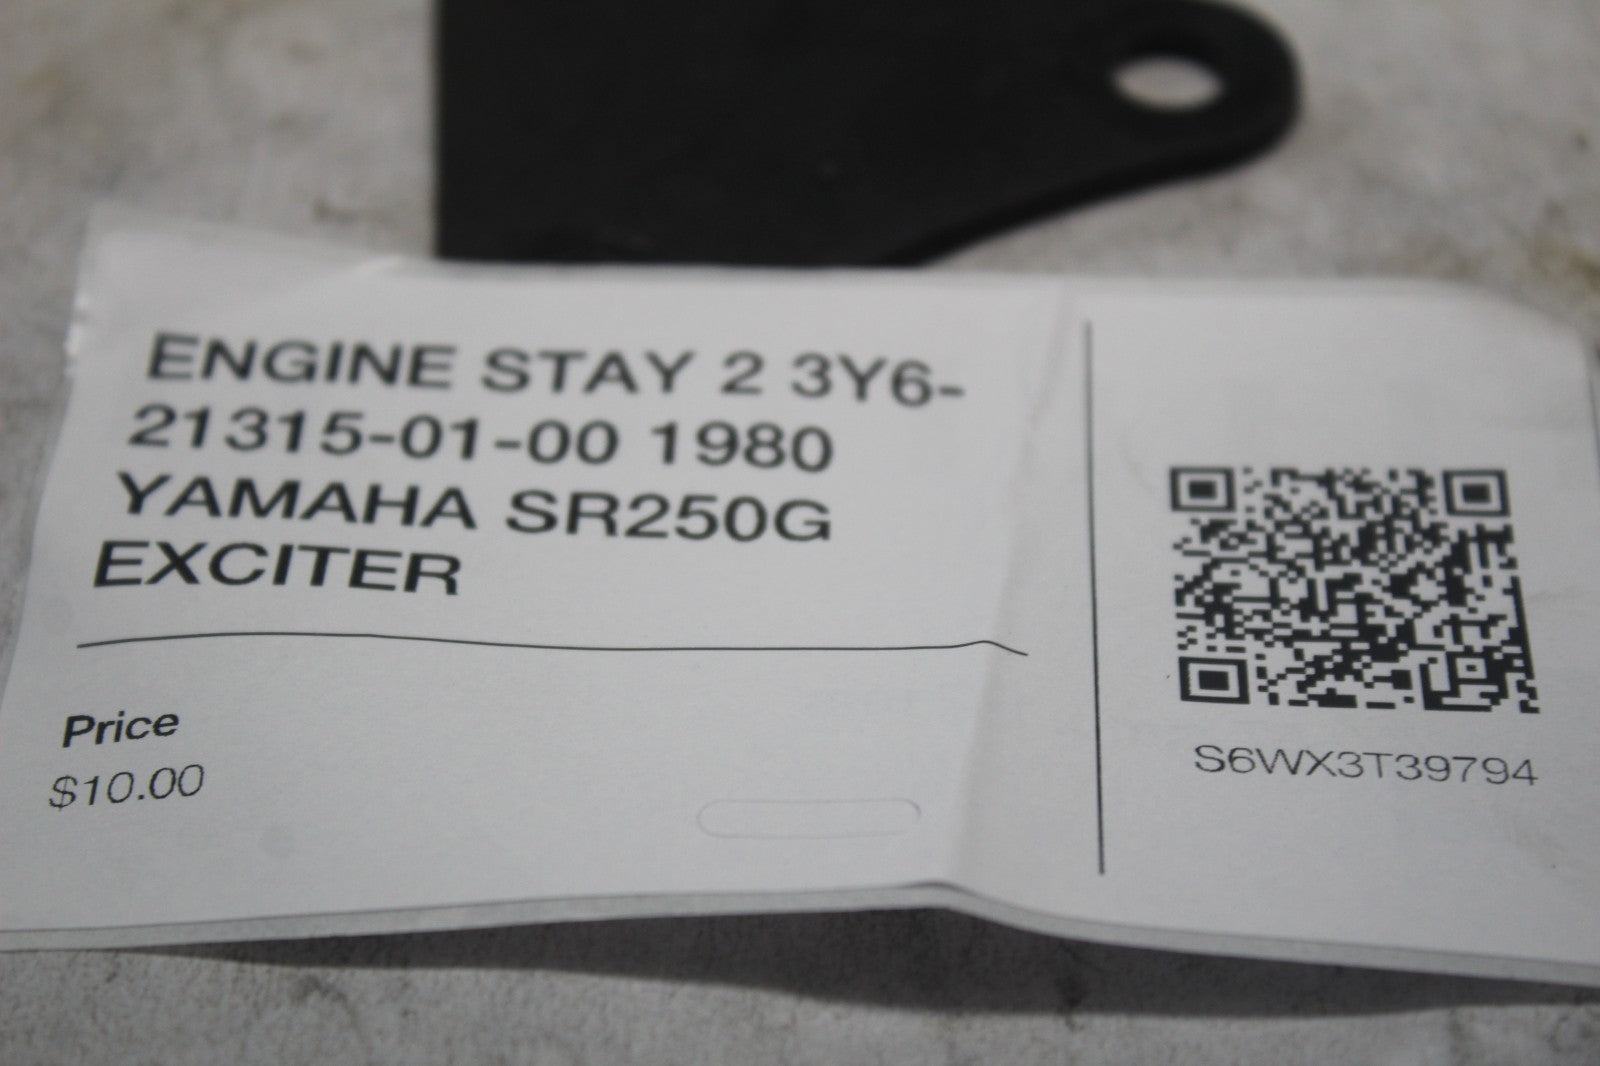 ENGINE STAY 2 3Y6-
21315-01-00 1980
YAMAHA SR250G
EXCITER
Price
$10.00
S6WX3T39794